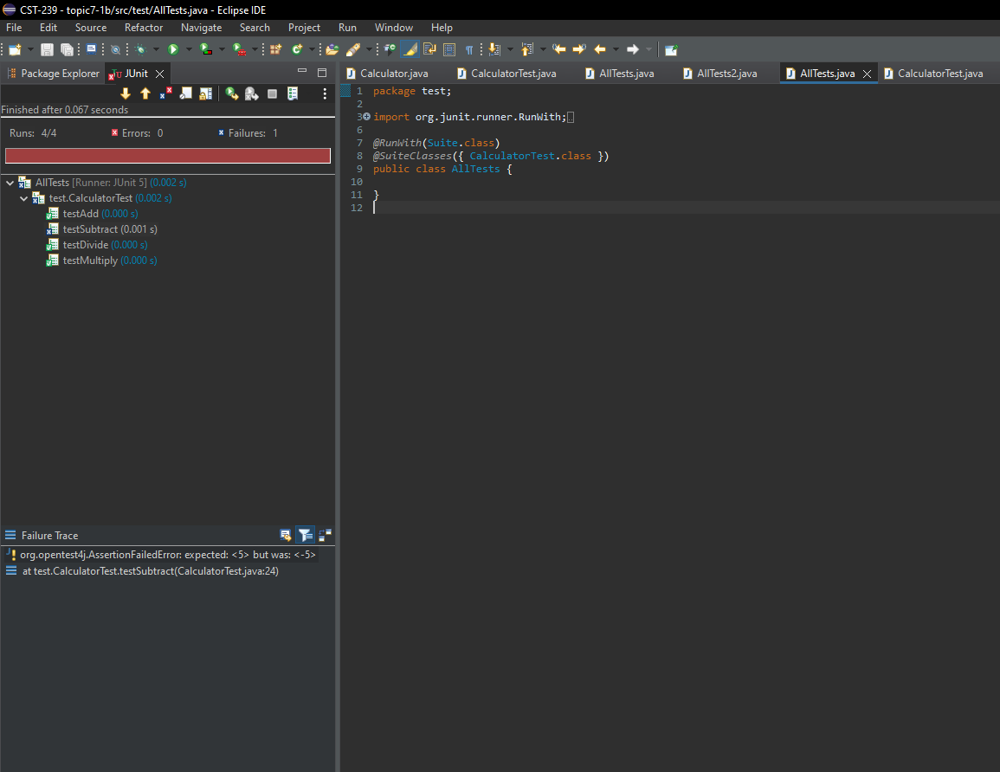 CST-239 - topic7-1b/src/test/AllTests.java - Eclipse IDE
File Edit Source Refactor Navigate Search Project Run Window Help
Package Explorer JUnit
Calculator.java CalculatorTest.java AllTests.java AllTests2.java AllTests.java CalculatorTest.java
Finished after 0.067 seconds
Runs: 4/4 Errors: 0 Failures: 1
AllTests [Runner: JUnit 5] (0.002 s)
test.CalculatorTest (0.002 s)
testAdd (0.000 s)
testSubtract (0.001 s)
testDivide (0.000 s)
testMultiply (0.000 s)
Failure Trace
org.opentest4j.AssertionFailedError: expected: <5> but was: <-5>
at test.CalculatorTest.testSubtract(CalculatorTest.java:24)
1 package test;
2
3 import org.junit.runner.RunWith;
6
7 @RunWith(Suite.class)
8 @SuiteClasses({ CalculatorTest.class })
9 public class AllTests {
10
11 }
12